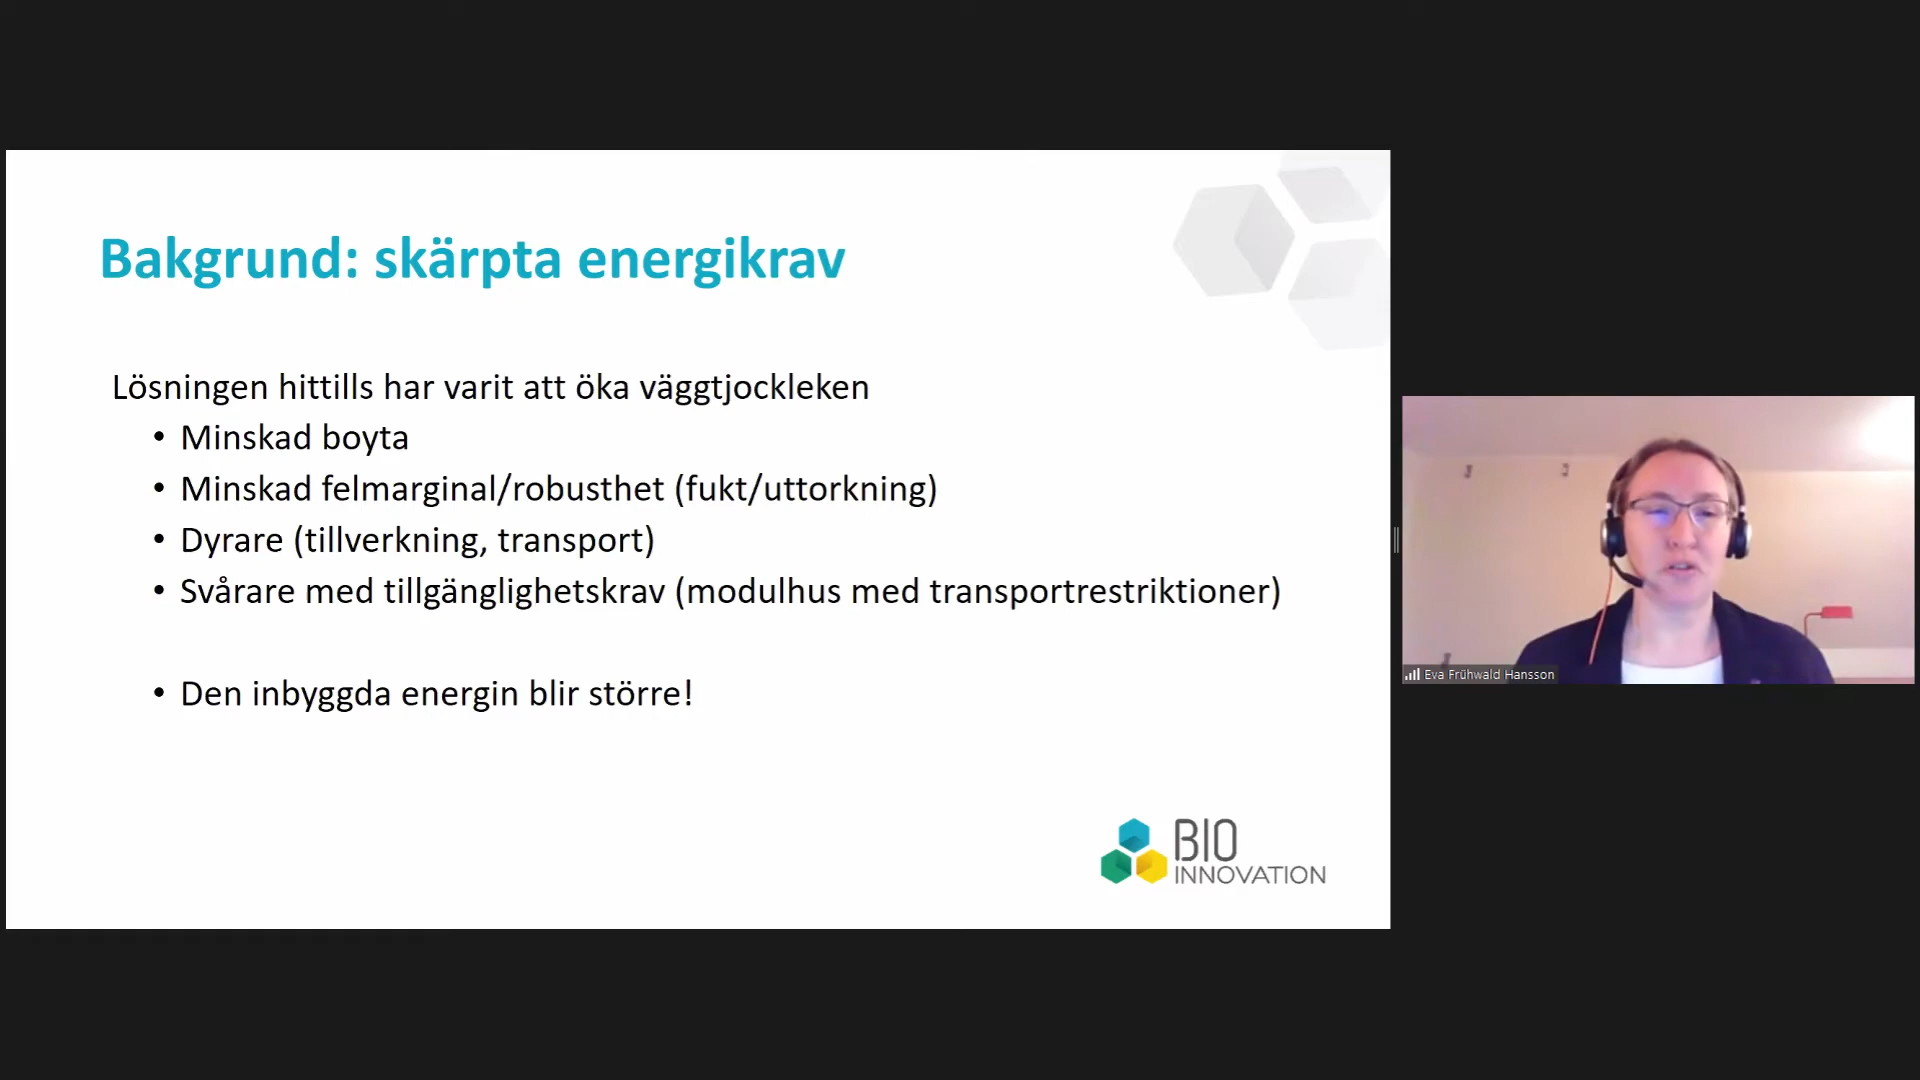 Bakgrund: skärpta energikrav
Lösningen hittills har varit att öka väggtjockleken
• Minskad boyta
• Minskad felmarginal/robusthet (fukt/uttorkning)
• Dyrare (tillverkning, transport)
• Svårare med tillgänglighetskrav (modulhus med transportrestriktioner)
• Den inbyggda energin blir större!
BIO
INNOVATION
Eva Frühwald Hansson